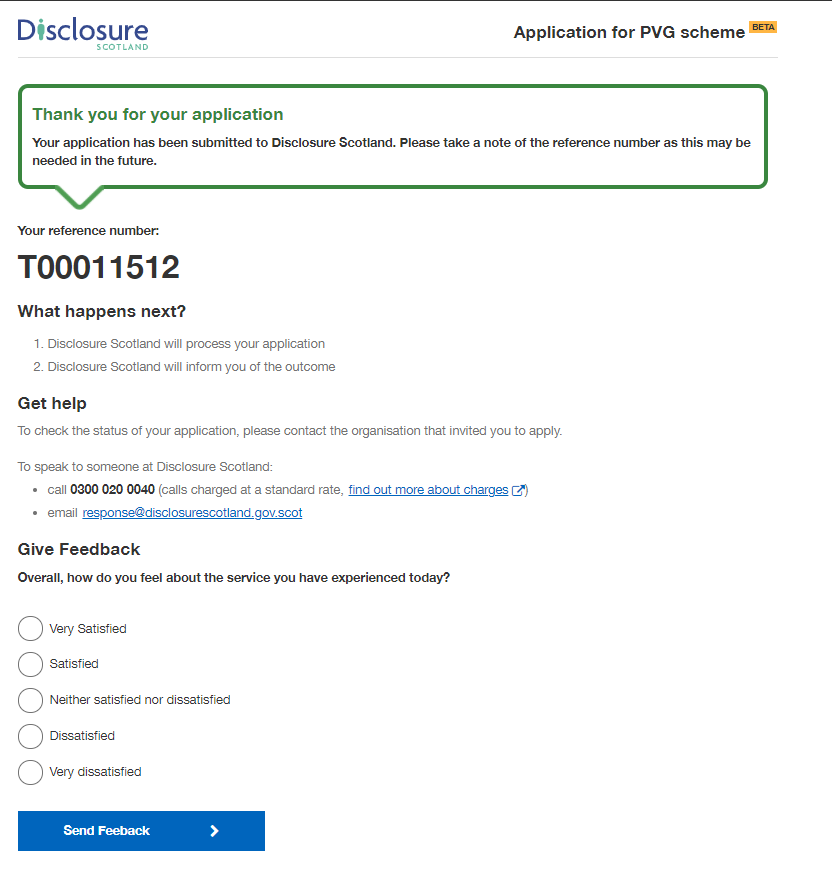 Disclosure
SCOTLAND
Application for PVG scheme BETA
Thank you for your application
Your application has been submitted to Disclosure Scotland. Please take a note of the reference number as this may be
needed in the future.
Your reference number:
T00011512
What happens next?
1. Disclosure Scotland will process your application
2. Disclosure Scotland will inform you of the outcome
Get help
To check the status of your application, please contact the organisation that invited you to apply.
To speak to someone at Disclosure Scotland:
• call 0300 020 0040 (calls charged at a standard rate, find out more about charges)
• email response@disclosurescotland.gov.scot
Give Feedback
Overall, how do you feel about the service you have experienced today?
Very Satisfied
Satisfied
Neither satisfied nor dissatisfied
Dissatisfied
Very dissatisfied
Send Feeback